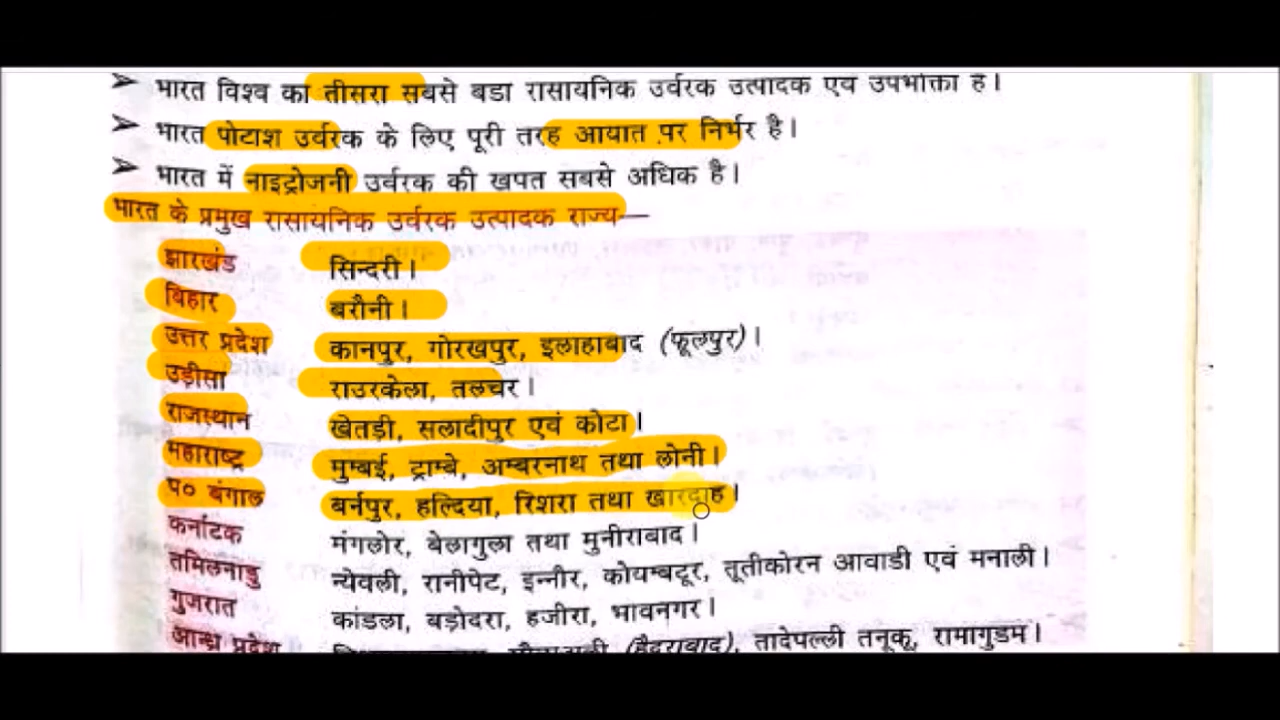 ➤ भारत विश्व का तीसरा सबसे बडा रासायनिक उर्वरक उत्पादक एवं उपभोक्ता है।
➤ भारत पोटाश उर्वरक के लिए पूरी तरह आयात पर निर्भर है।
➤ भारत में नाइट्रोजनी उर्वरक की खपत सबसे अधिक है।
भारत के प्रमुख रासायनिक उर्वरक उत्पादक राज्य—
झारखंड सिन्दरी।
बिहार बरौनी।
उत्तर प्रदेश कानपुर, गोरखपुर, इलाहाबाद (फूलपुर)।
उड़ीसा राउरकेला, तलचर।
राजस्थान खेतड़ी, सलादीपुर एवं कोटा।
महाराष्ट्र मुम्बई, ट्राम्बे, अम्बरनाथ तथा लोनी।
प० बंगाल बर्नपुर, हल्दिया, रिशरा तथा खारदाह।
कर्नाटक मंगलोर, बेलागुला तथा मुनीराबाद।
तमिलनाडु न्येवली, रानीपेट, इन्नीर, कोयम्बटूर, तूतीकोरन आवाडी एवं मनाली।
गुजरात कांडला, बड़ोदरा, हजीरा, भावनगर।
आन्ध्र प्रदेश (हैदराबाद), तादेपल्ली तनूकू, रामागुडम।